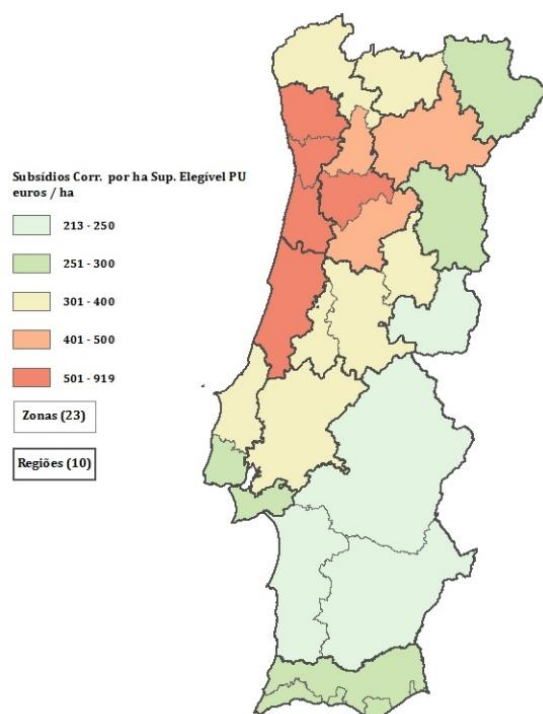 Subsídios Corr. por ha Sup. Elegível PU
euros / ha
213 - 250
251 - 300
301 - 400
401 - 500
501 - 919
Zonas (23)
Regiões (10)